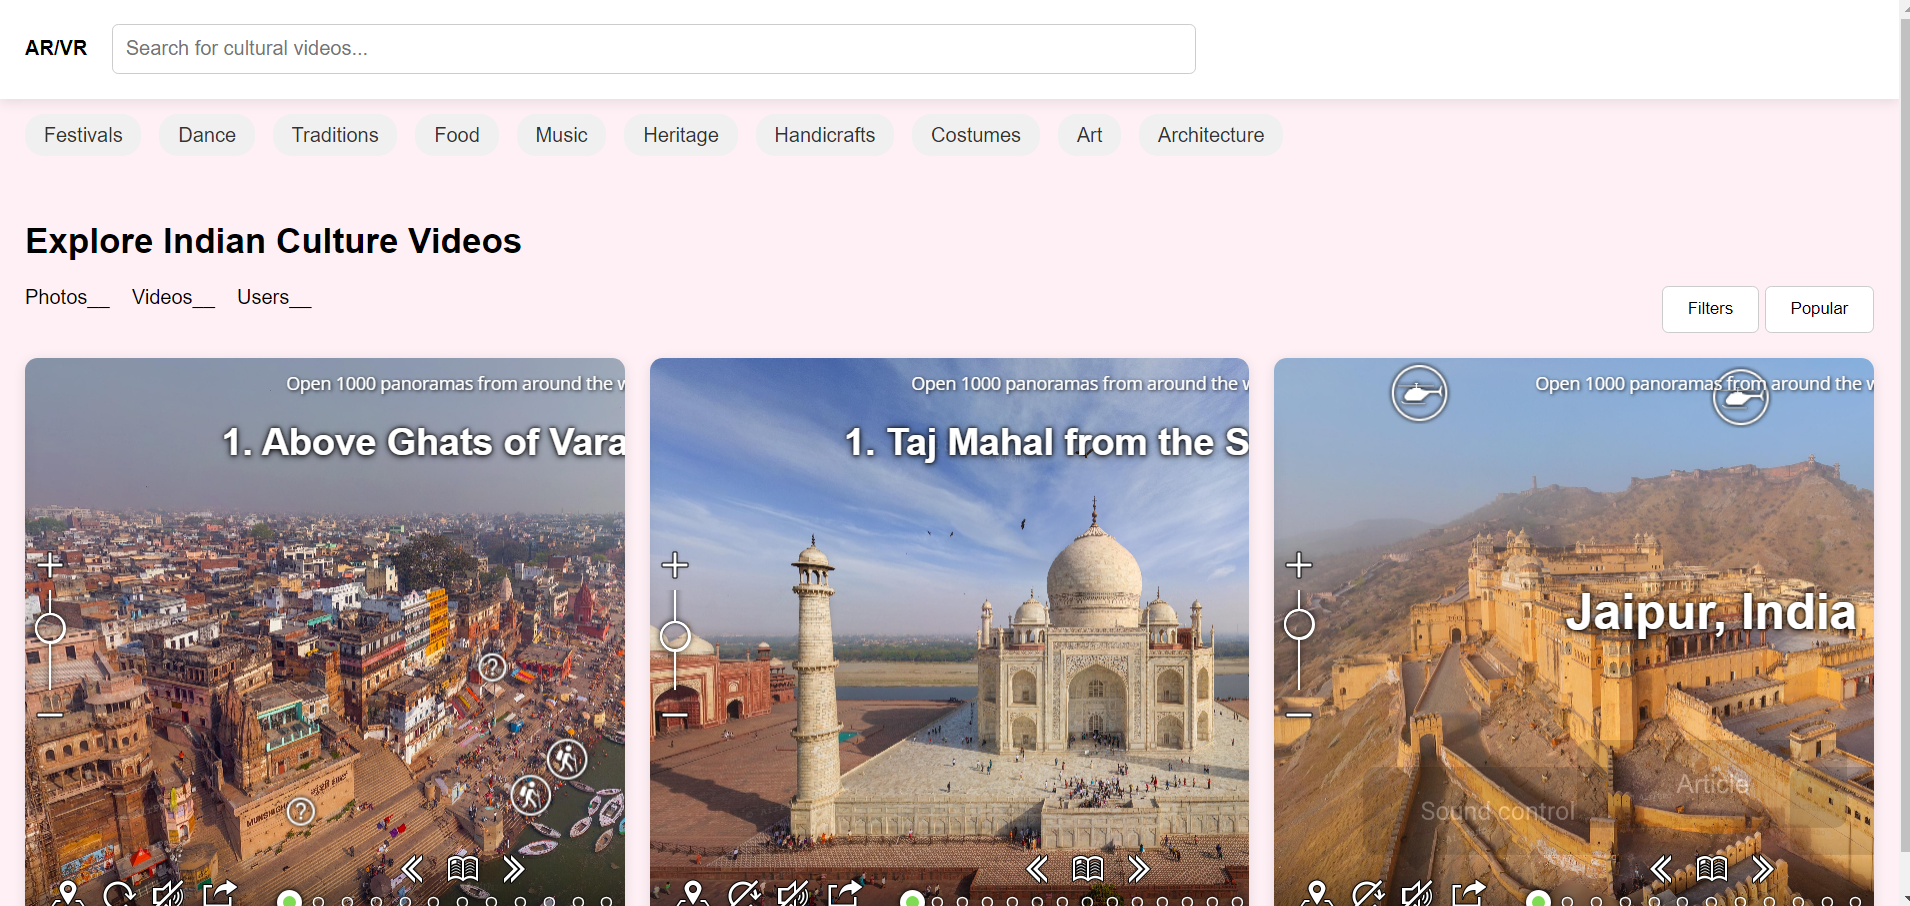 AR/VR
Search for cultural videos...
Festivals
Dance
Traditions
Food
Music
Heritage
Handicrafts
Costumes
Art
Architecture
Explore Indian Culture Videos
Photos__ Videos__ Users__
Filters
Popular
Open 1000 panoramas from around the
1. Above Ghats of Vara
Open 1000 panoramas from around the
1. Taj Mahal from the S
Open 1000 panoramas from around the
Jaipur, India
Article
Sound control